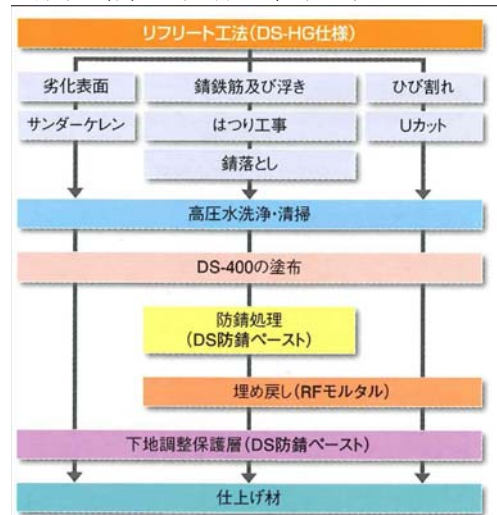 リフリート工法(DS-HG仕様)
劣化表面
錆鉄筋及び浮き
ひび割れ
サンダーケレン
はつり工事
Uカット
錆落とし
高圧水洗浄・清掃
DS-400の塗布
防錆処理
(DS防錆ペースト)
埋め戻し(RFモルタル)
下地調整保護層(DS防錆ペースト)
仕上げ材